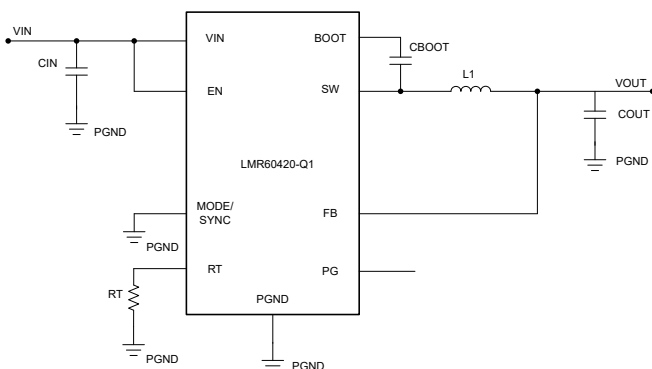 VIN
VIN
BOOT
CBOOT
CIN
L1
VOUT
EN
SW
COUT
PGND
PGND
LMR60420-Q1
MODE/
SYNC
FB
PGND
RT
PG
RT
PGND
PGND
PGND